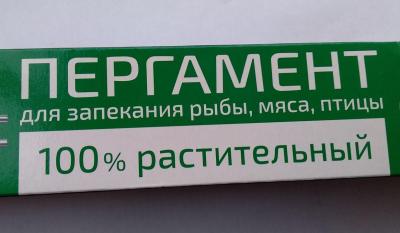 ПЕРГАМЕНТ
для запекания рыбы, мяса, птицы
100% растительный